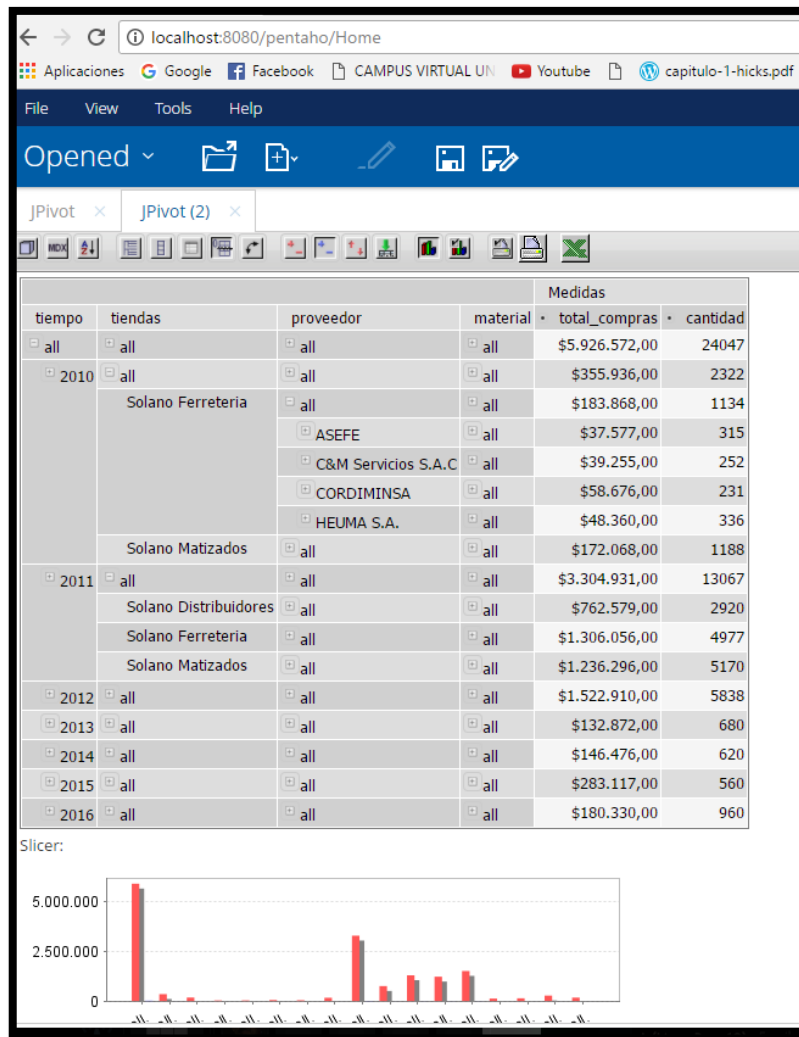 localhost:8080/pentaho/Home
Aplicaciones Google Facebook CAMPUS VIRTUAL UN Youtube capitulo-1-hicks.pdf
File View Tools Help
Opened
JPivot × JPivot (2) ×
MDX
Medidas
tiempo tiendas proveedor material total_compras cantidad
all all all all $5.926.572,00 24047
2010 all all all $355.936,00 2322
Solano Ferreteria all all $183.868,00 1134
ASEFE all $37.577,00 315
C&M Servicios S.A.C all $39.255,00 252
CORDIMINSA all $58.676,00 231
HEUMA S.A. all $48.360,00 336
Solano Matizados all all $172.068,00 1188
2011 all all all $3.304.931,00 13067
Solano Distribuidores all all $762.579,00 2920
Solano Ferreteria all all $1.306.056,00 4977
Solano Matizados all all $1.236.296,00 5170
2012 all all all $1.522.910,00 5838
2013 all all all $132.872,00 680
2014 all all all $146.476,00 620
2015 all all all $283.117,00 560
2016 all all all $180.330,00 960
Slicer:
5.000.000
2.500.000
0